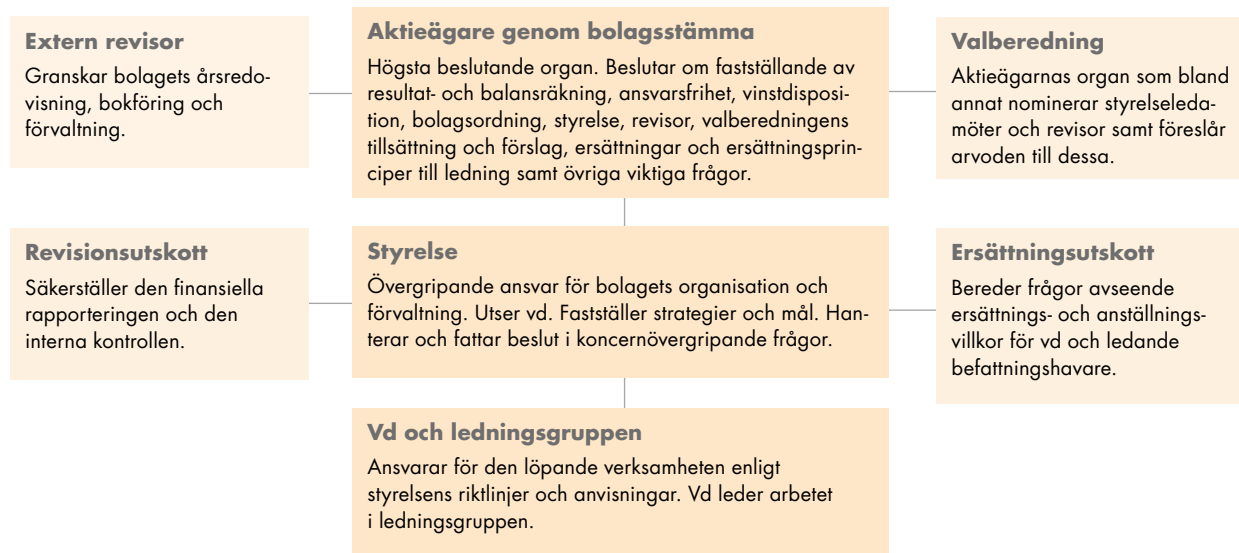 Extern revisor
Granskar bolagets årsredo-
visning, bokföring och
förvaltning.
Aktieägare genom bolagsstämma
Högsta beslutande organ. Beslutar om fastställande av
resultat- och balansräkning, ansvarsfrihet, vinstdisposi-
tion, bolagsordning, styrelse, revisor, valberedningens
tillsättning och förslag, ersättningar och ersättningsprin-
ciper till ledning samt övriga viktiga frågor.
Valberedning
Aktieägarnas organ som bland
annat nominerar styrelseleda-
möter och revisor samt föreslår
arvoden till dessa.
Revisionsutskott
Säkerställer den finansiella
rapporteringen och den
interna kontrollen.
Styrelse
Övergripande ansvar för bolagets organisation och
förvaltning. Utser vd. Fastställer strategier och mål. Han-
terar och fattar beslut i koncernövergripande frågor.
Ersättningsutskott
Bereder frågor avseende
ersättnings- och anställnings-
villkor för vd och ledande
befattningshavare.
Vd och ledningsgruppen
Ansvarar för den löpande verksamheten enligt
styrelsens riktlinjer och anvisningar. Vd leder arbetet
i ledningsgruppen.